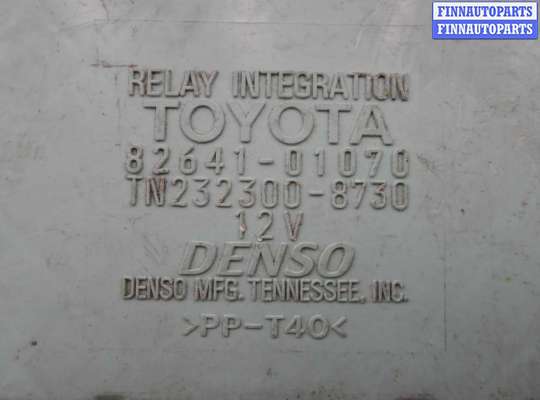 FINNAUTOPARTS
FINNAUTOPARTS
RELAY INTEGRATION
TOYOTA
82641-01070
TN232300-8730
12V
DENSO
DENSO MFG. TENNESSEE, INC.
>PP-T40<